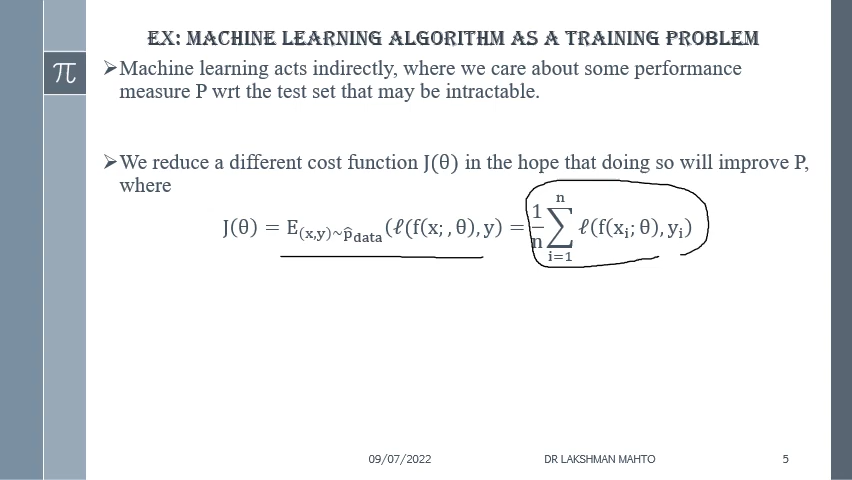 EX: MACHINE LEARNING ALGORITHM AS A TRAINING PROBLEM
π
➢Machine learning acts indirectly, where we care about some performance
measure P wrt the test set that may be intractable.
➢We reduce a different cost function J(θ) in the hope that doing so will improve P,
where
J(θ) = E(x,y)~p̂data (ℓ(f(x; , θ), y) = 1/n ∑ i=1 n ℓ(f(xi; θ), yi)
09/07/2022 DR LAKSHMAN MAHTO 5